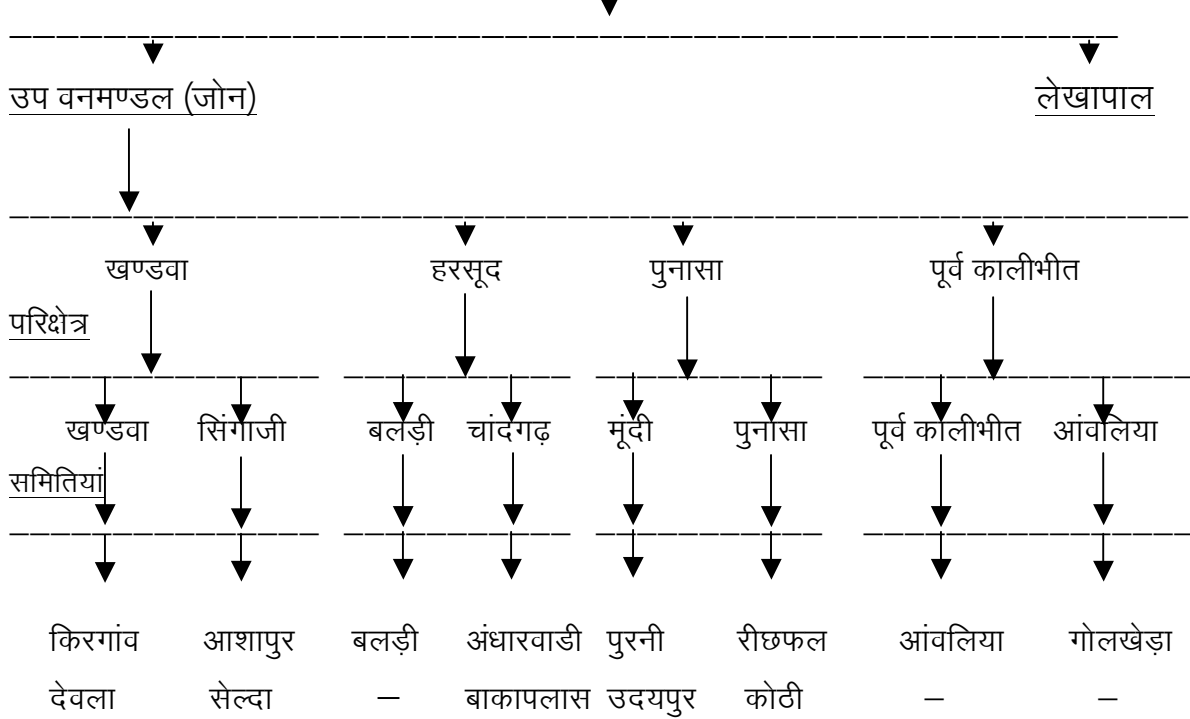 उप वनमण्डल (जोन) लेखापाल
खण्डवा हरसूद पुनासा पूर्व कालीभीत
परिक्षेत्र
खण्डवा सिंगाजी बलड़ी चांदगढ़ मूंदी पुनासा पूर्व कालीभीत आंवलिया
समितियां
किरगांव आशापुर बलड़ी अंधारवाडी पुरनी रीछफल आंवलिया गोलखेड़ा
देवला सेल्दा – बाकापलास उदयपुर कोठी – –